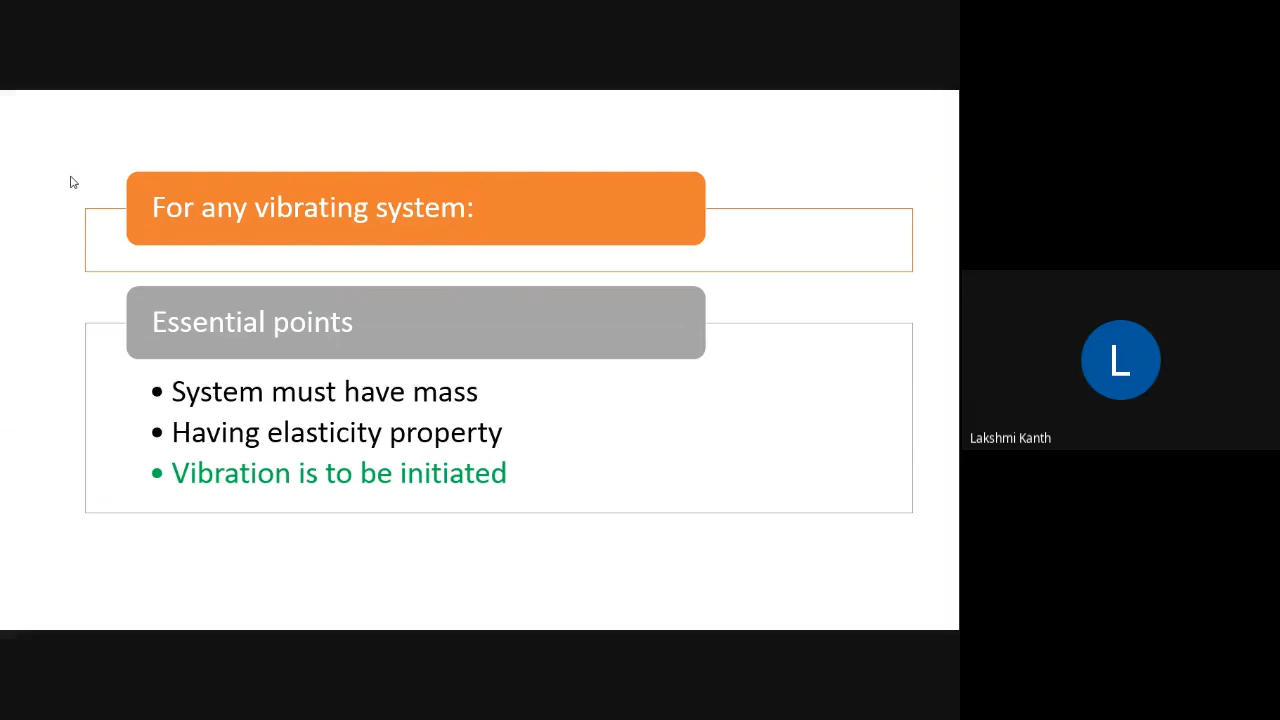 For any vibrating system:
Essential points
• System must have mass
• Having elasticity property
• Vibration is to be initiated
L
Lakshmi Kanth